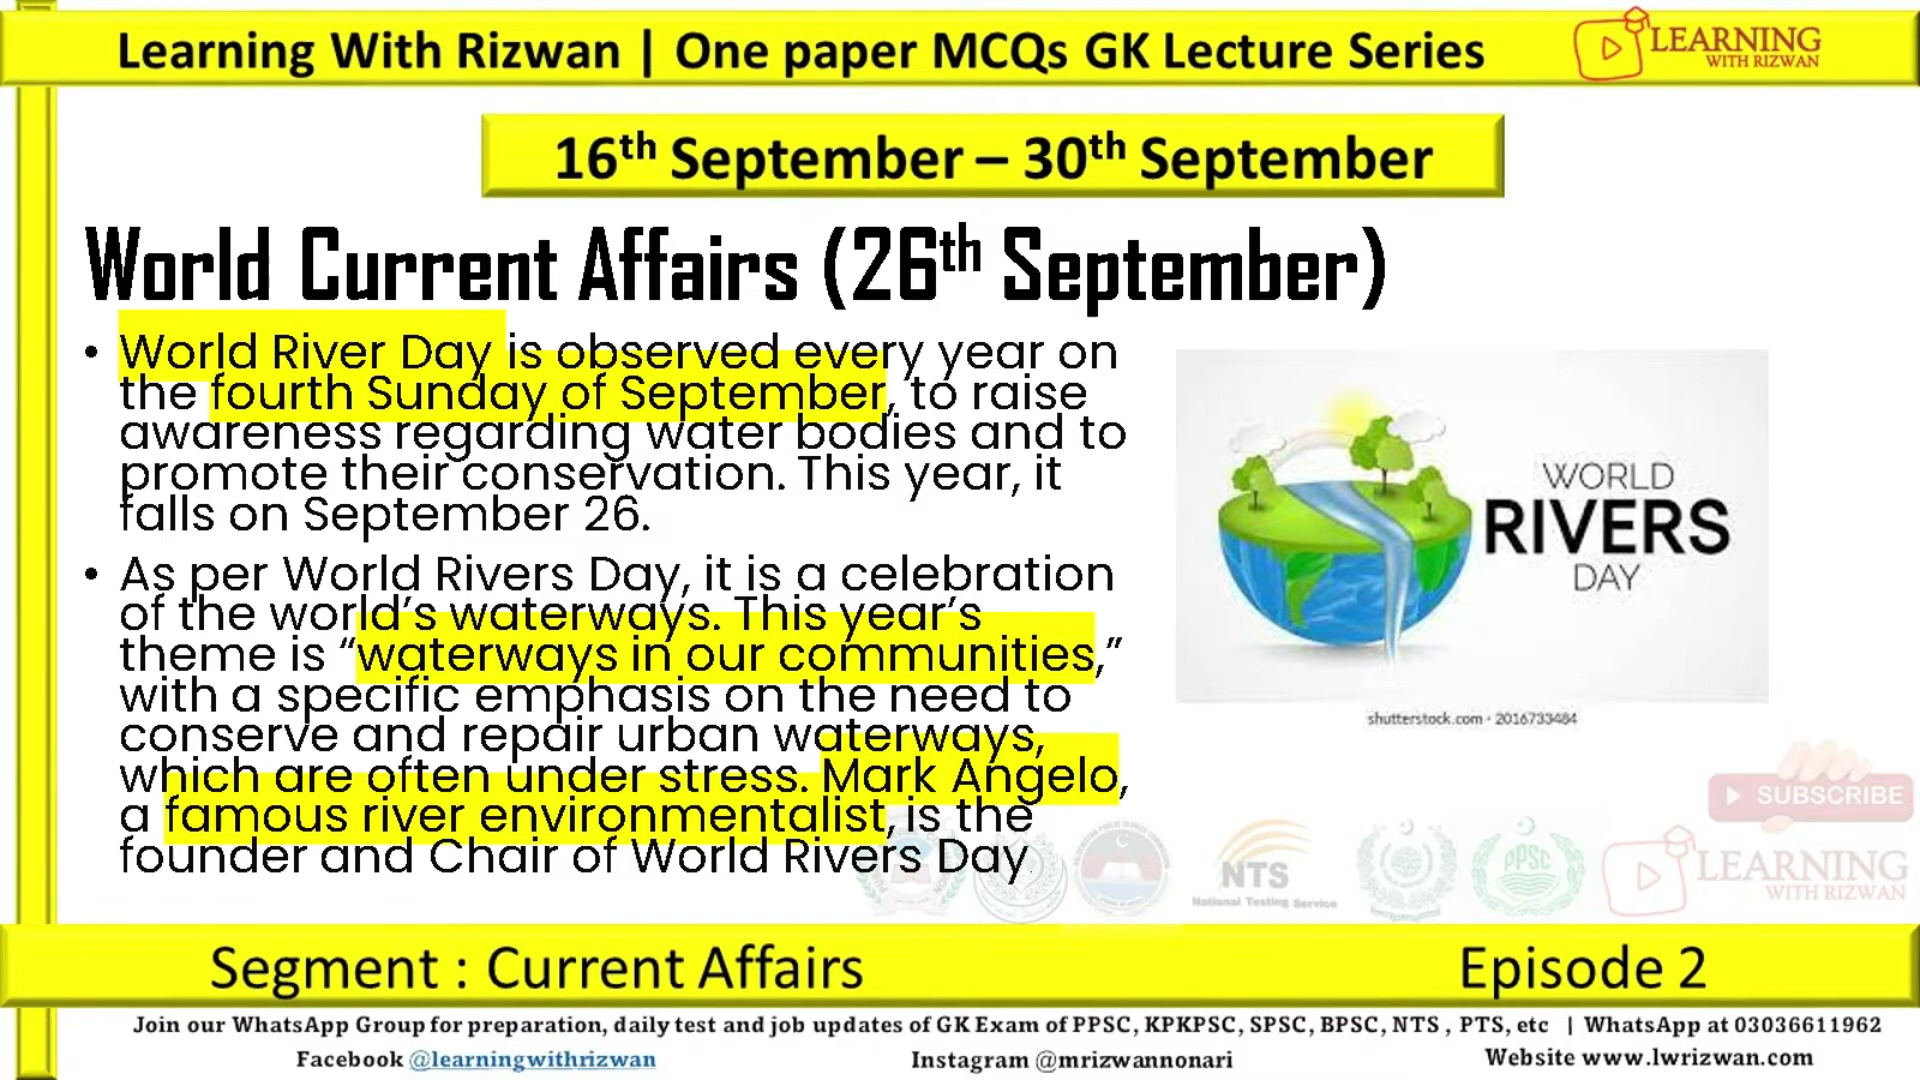 Learning With Rizwan | One paper MCQs GK Lecture Series
LEARNING
WITH RIZWAN
16th September – 30th September
World Current Affairs (26th September)
• World River Day is observed every year on
the fourth Sunday of September, to raise
awareness regarding water bodies and to
promote their conservation. This year, it
falls on September 26.
• As per World Rivers Day, it is a celebration
of the world’s waterways. This year’s
theme is “waterways in our communities,”
with a specific emphasis on the need to
conserve and repair urban waterways,
which are often under stress. Mark Angelo,
a famous river environmentalist, is the
founder and Chair of World Rivers Day
WORLD
RIVERS
DAY
shutterstock.com · 2016733484
SUBSCRIBE
NTS
National Testing Service
PPSC
LEARNING
WITH RIZWAN
Segment : Current Affairs
Episode 2
Join our WhatsApp Group for preparation, daily test and job updates of GK Exam of PPSC, KPKPSC, SPSC, BPSC, NTS , PTS, etc | WhatsApp at 03036611962
Facebook @learningwithrizwan
Instagram @mrizwannonari
Website www.lwrizwan.com